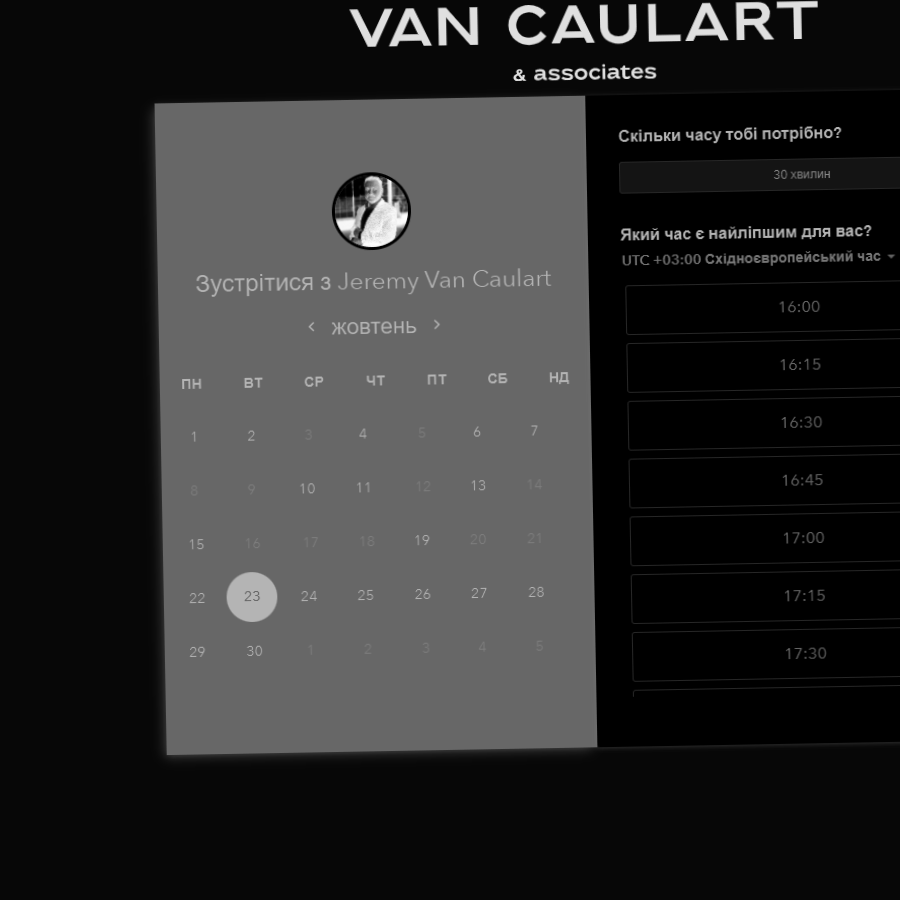 VAN CAULART
& associates
Зустрітися з Jeremy Van Caulart
‹ жовтень ›
ПН ВТ СР ЧТ ПТ СБ НД
1 2 3 4 5 6 7
8 9 10 11 12 13 14
15 16 17 18 19 20 21
22 23 24 25 26 27 28
29 30 1 2 3 4 5
Скільки часу тобі потрібно?
30 хвилин
Який час є найліпшим для вас?
UTC +03:00 Східноєвропейський час
16:00
16:15
16:30
16:45
17:00
17:15
17:30